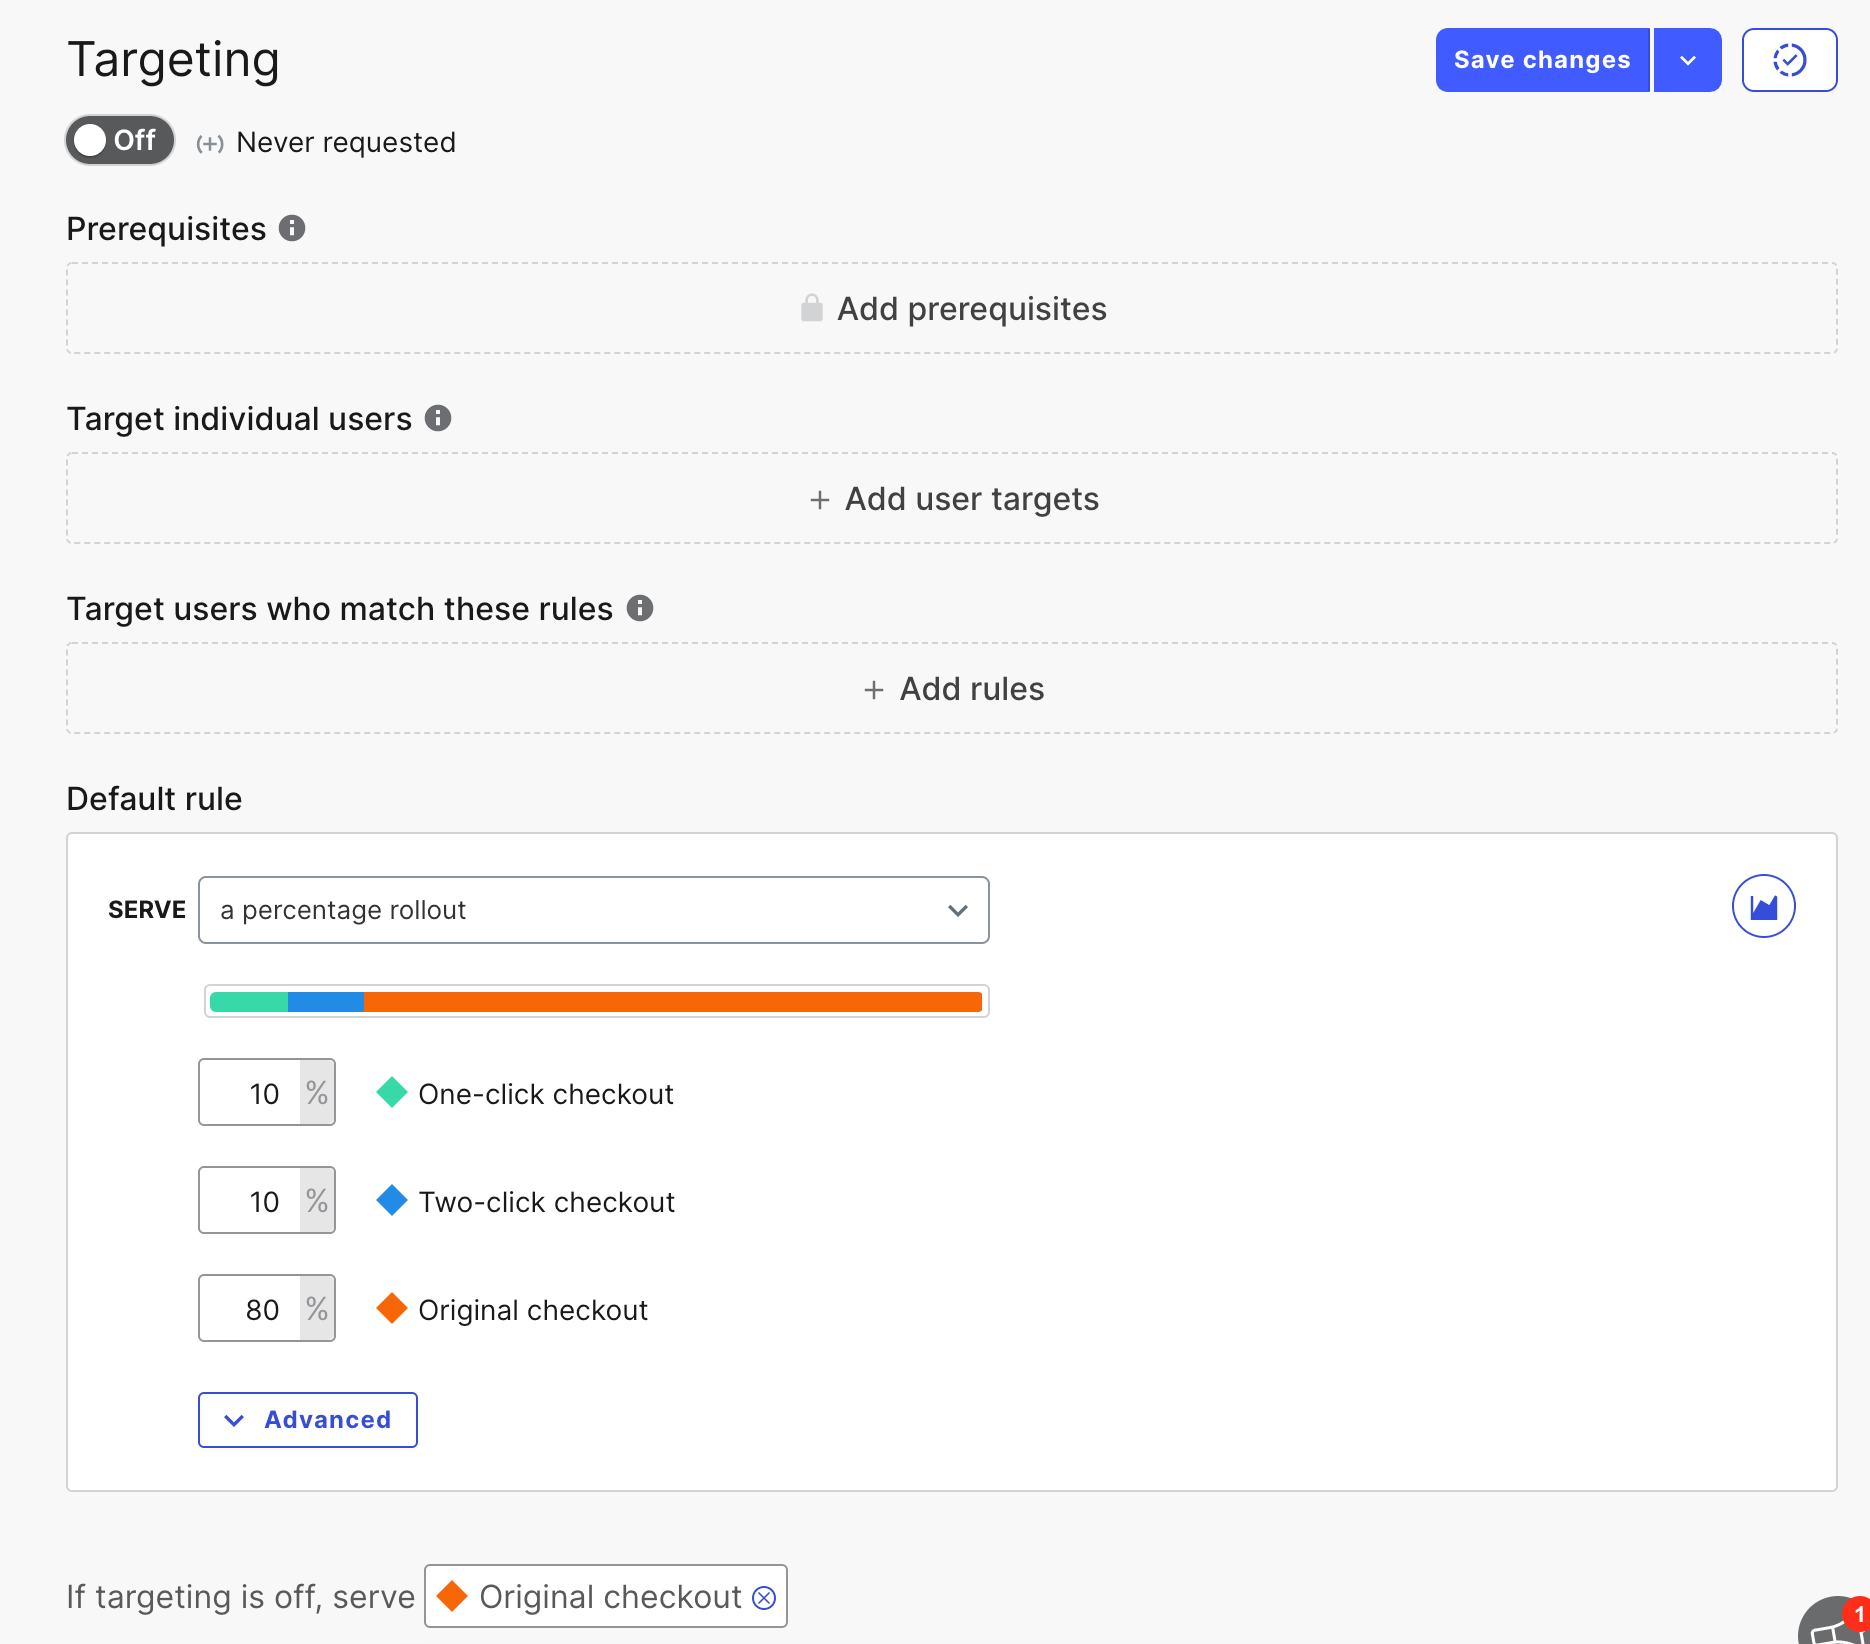 Targeting
Save changes
Off
(+) Never requested
Prerequisites
Add prerequisites
Target individual users
+ Add user targets
Target users who match these rules
+ Add rules
Default rule
SERVE a percentage rollout
10 % One-click checkout
10 % Two-click checkout
80 % Original checkout
Advanced
If targeting is off, serve Original checkout
1